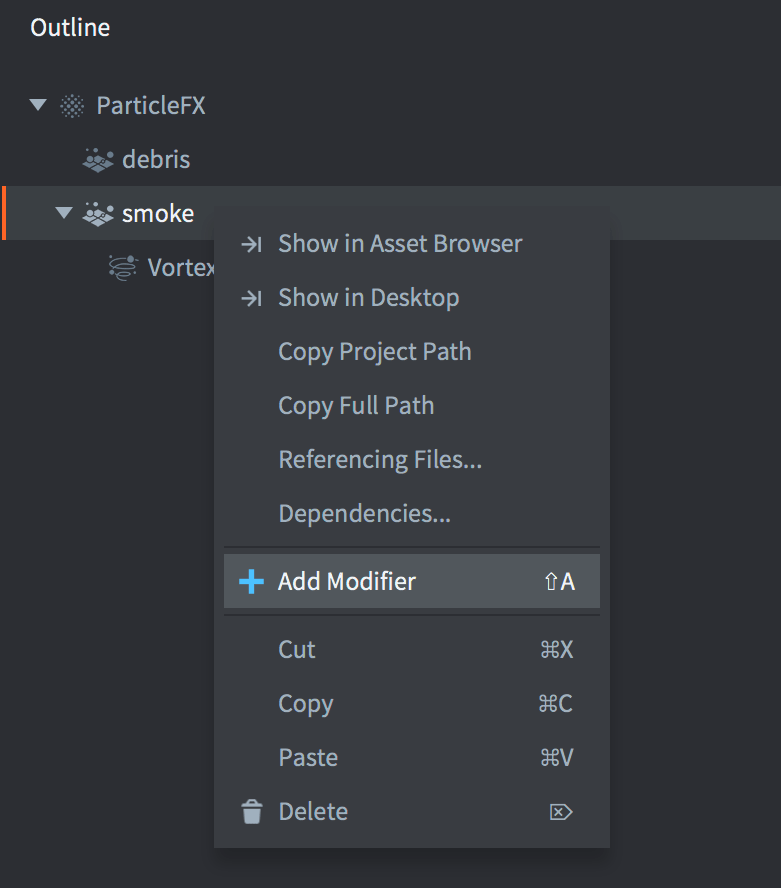 Outline
ParticleFX
debris
smoke
Vortex
Show in Asset Browser
Show in Desktop
Copy Project Path
Copy Full Path
Referencing Files...
Dependencies...
Add Modifier ⇧A
Cut ⌘X
Copy ⌘C
Paste ⌘V
Delete ⌦